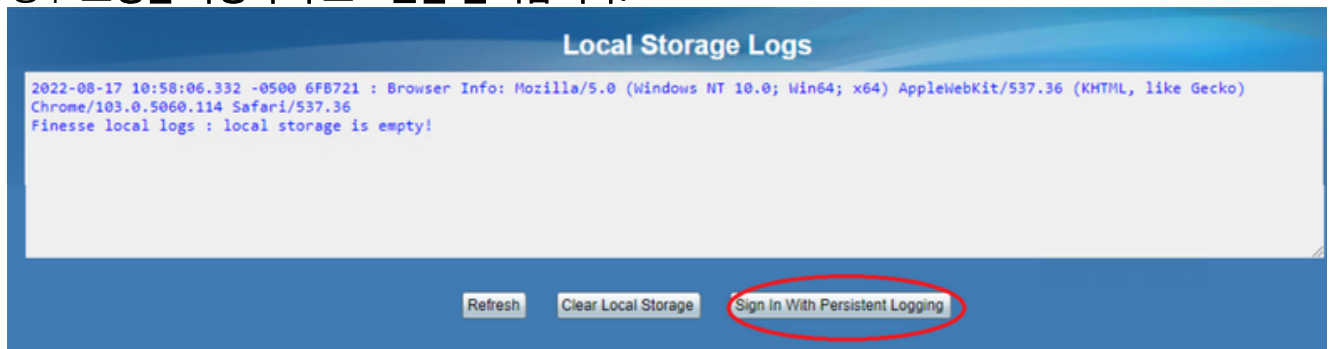 Local Storage Logs
2022-08-17 10:58:06.332 -0500 6FB721 : Browser Info: Mozilla/5.0 (Windows NT 10.0; Win64; x64) AppleWebKit/537.36 (KHTML, like Gecko)
Chrome/103.0.5060.114 Safari/537.36
Finesse local logs : local storage is empty!
Refresh Clear Local Storage Sign In With Persistent Logging